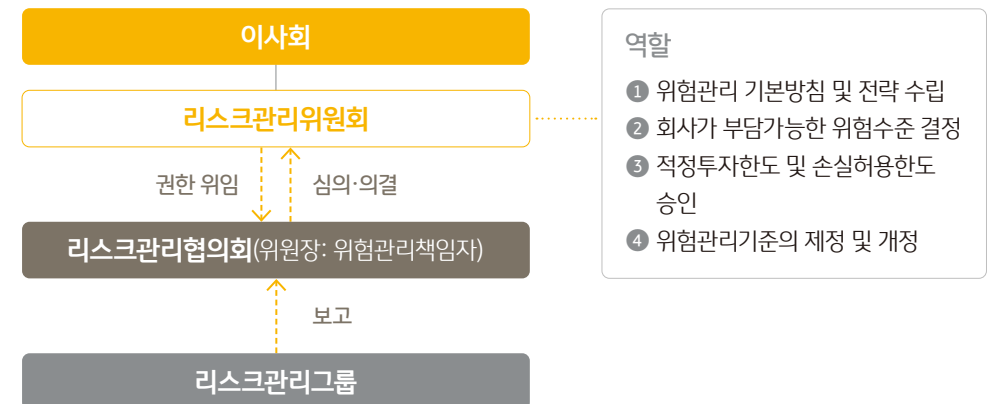 이사회
리스크관리위원회
권한 위임
심의·의결
리스크관리협의회(위원장: 위험관리책임자)
보고
리스크관리그룹
역할
❶ 위험관리 기본방침 및 전략 수립
❷ 회사가 부담가능한 위험수준 결정
❸ 적정투자한도 및 손실허용한도
승인
❹ 위험관리기준의 제정 및 개정